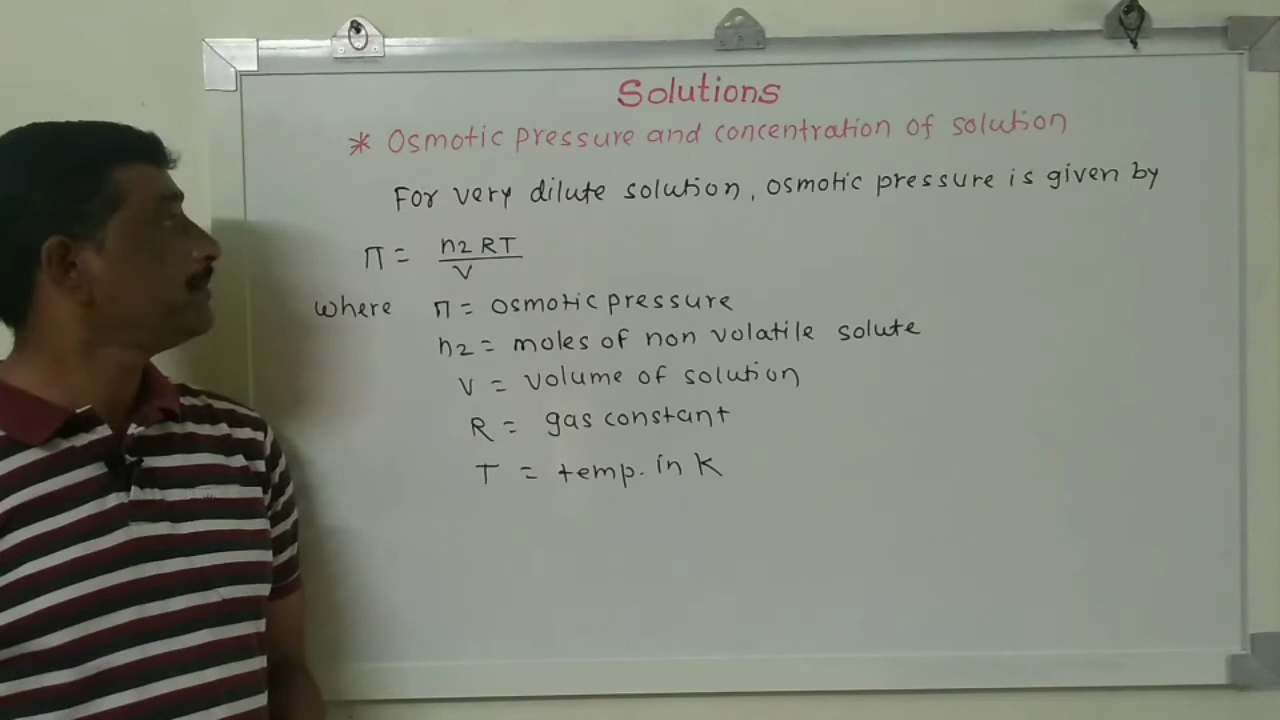 Solutions
* Osmotic pressure and concentration of solution
For very dilute solution, osmotic pressure is given by
π = n2 RT
V
where π = osmotic pressure
n2 = moles of non volatile solute
V = volume of solution
R = gas constant
T = temp. in K